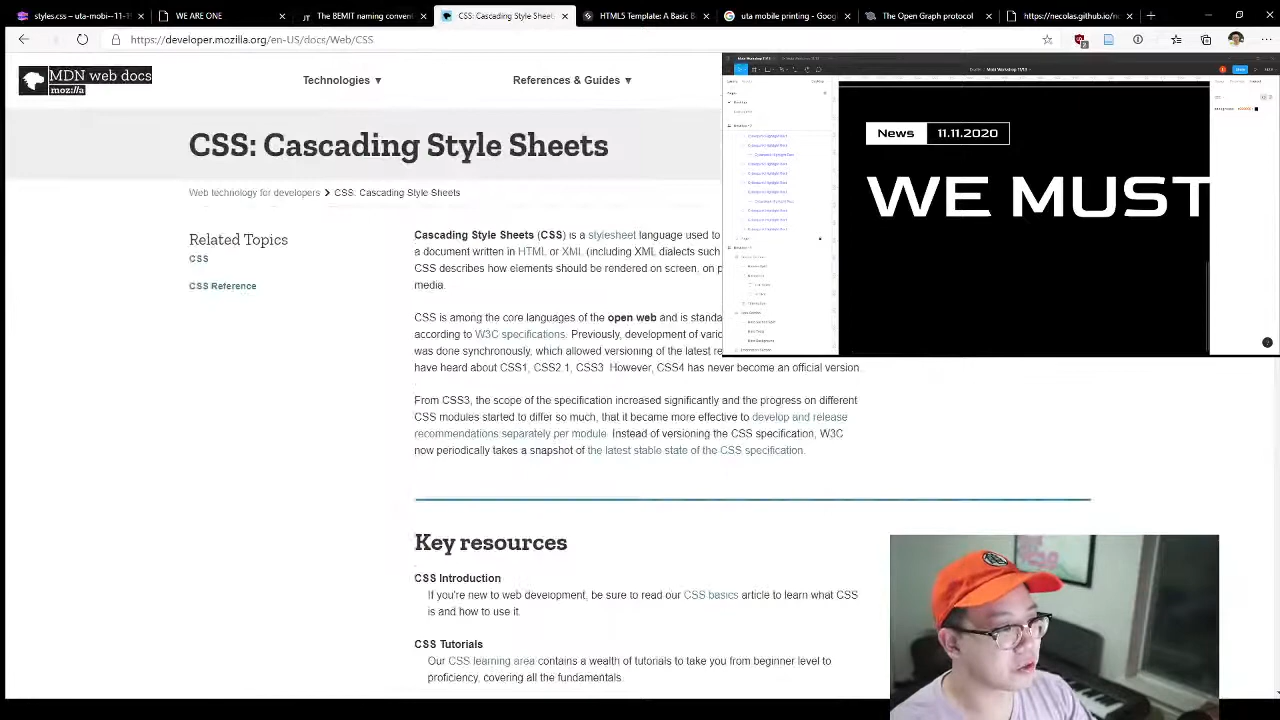 styles.css – uta-mobi--11-1
WE ARE ONE
JT The BEMIT naming convent
CSS: Cascading Style Sheets
HTML5 Template: A Basic B
uta mobile printing - Goog
The Open Graph protocol
https://necolas.github.io/n
https://developer.mozilla.org/en-US/docs/Web/CSS
MDN web docs
moz://a
Technologies ▼
References & Guides ▼
CSS: Cascading Style Sheets
Web technology for developers > CSS: Cascading Style Sheets
Related Topics
CSS
CSS Reference
Cascading Style Sheets (CSS) is a stylesheet language used to
a document written in HTML or XML (including XML dialects such
CSS describes how elements should be rendered on screen, on p
media.
CSS is among the core languages of the open web and is standa
according to W3C specifications. Previously, development of vario
was done synchronously, which allowed versioning of the latest re
have heard about CSS1, CSS2.1, CSS3. However, CSS4 has never become an official version.
From CSS3, the scope of the specification increased significantly and the progress on different
CSS modules started to differ so much, that it became more effective to develop and release
recommendations separately per module. Instead of versioning the CSS specification, W3C
now periodically takes a snapshot of the latest stable state of the CSS specification.
Key resources
CSS Introduction
If you're new to web development, be sure to read our CSS basics article to learn what CSS
is and how to use it.
CSS Tutorials
Our CSS learning area contains a wealth of tutorials to take you from beginner level to
proficiency, covering all the fundamentals.
News
11.11.2020
WE MUST